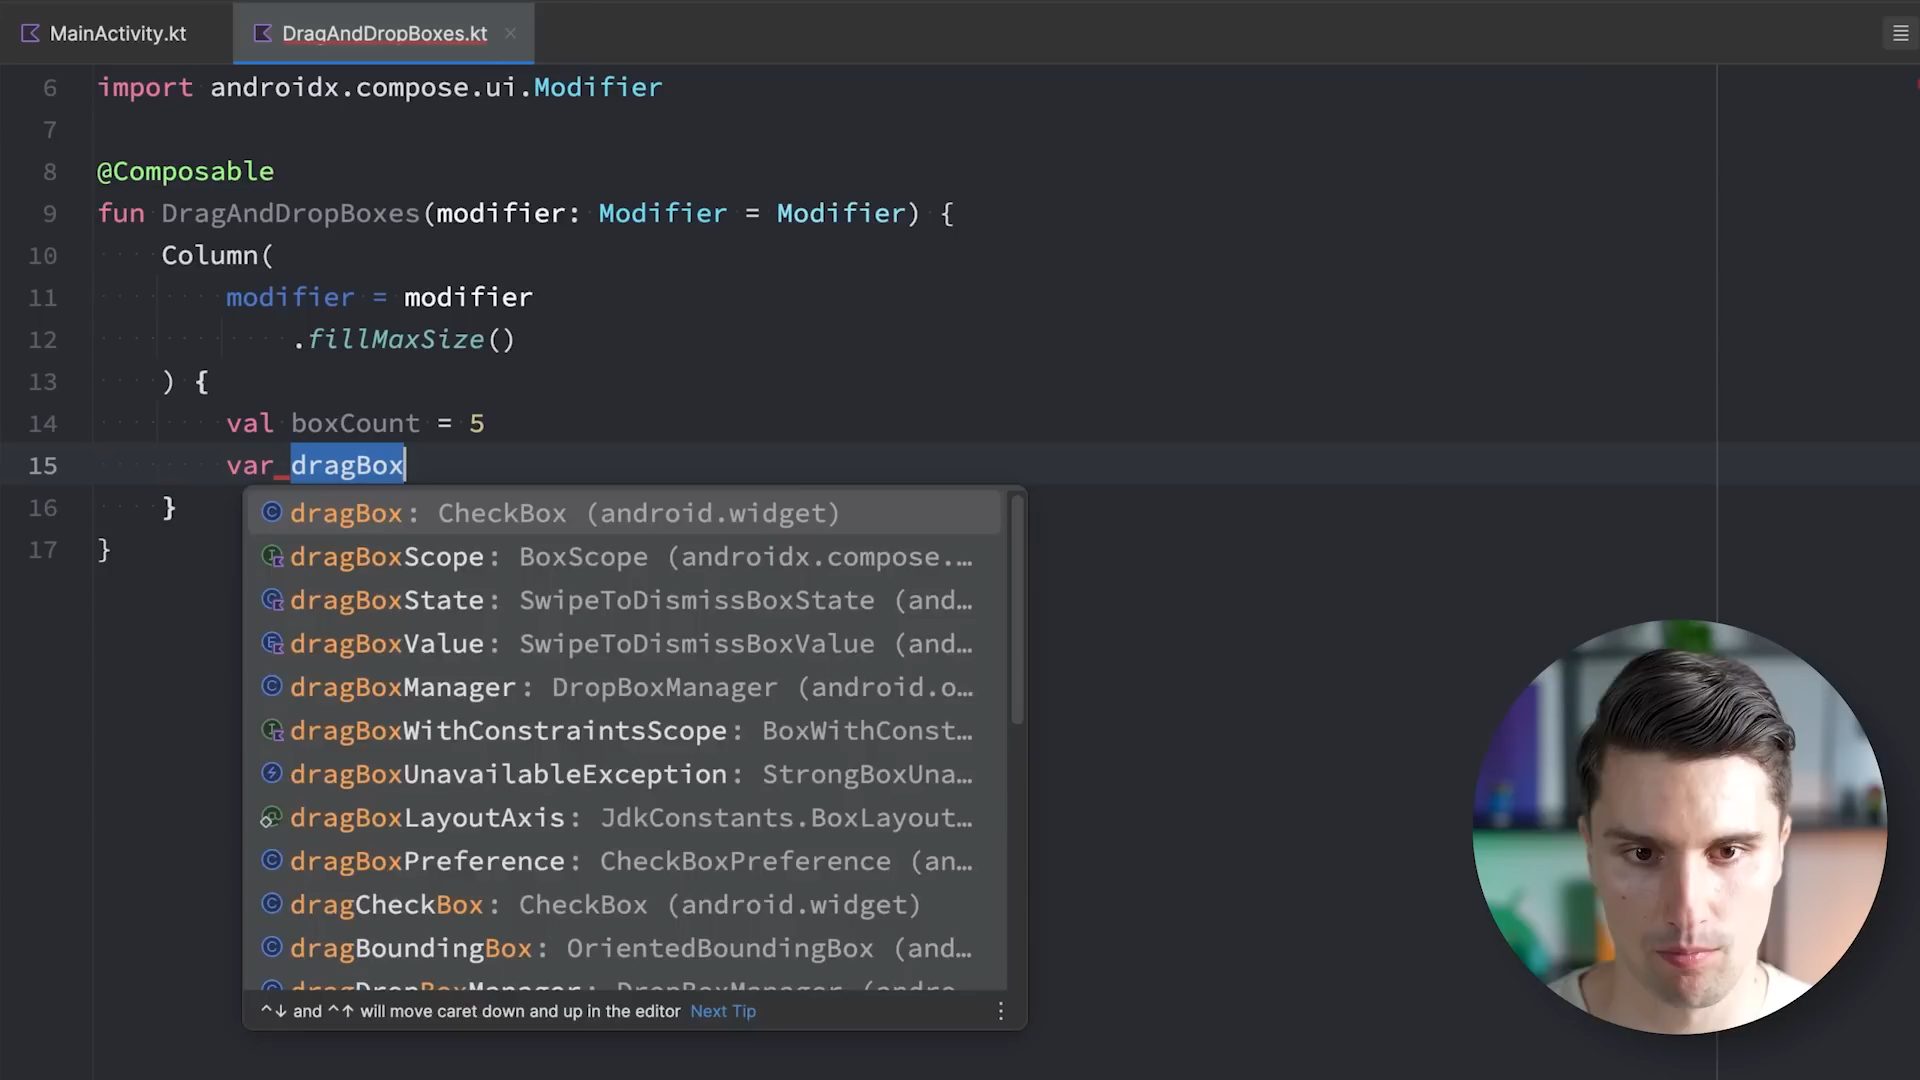 MainActivity.kt
DragAndDropBoxes.kt
6 import androidx.compose.ui.Modifier
7
8 @Composable
9 fun DragAndDropBoxes(modifier: Modifier = Modifier) {
10 Column(
11 modifier = modifier
12 .fillMaxSize()
13 ) {
14 val boxCount = 5
15 var dragBox
16 }
17 }
dragBox: CheckBox (android.widget)
dragBoxScope: BoxScope (androidx.compose.…
dragBoxState: SwipeToDismissBoxState (and…
dragBoxValue: SwipeToDismissBoxValue (and…
dragBoxManager: DropBoxManager (android.o…
dragBoxWithConstraintsScope: BoxWithConst…
dragBoxUnavailableException: StrongBoxUna…
dragBoxLayoutAxis: JdkConstants.BoxLayout…
dragBoxPreference: CheckBoxPreference (an…
dragCheckBox: CheckBox (android.widget)
dragBoundingBox: OrientedBoundingBox (and…
dragDropBoxManager: DropBoxManager (andro…
^↓ and ^↑ will move caret down and up in the editor Next Tip